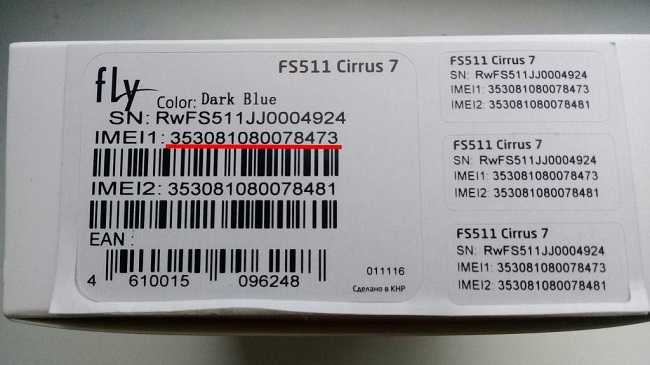 FS511 Cirrus 7
fly
Color: Dark Blue
SN: RwFS511JJ0004924
IMEI1: 353081080078473
IMEI2: 353081080078481
EAN :
4 610015 096248
011116
Сделано в КНР
FS511 Cirrus 7
SN: RwFS511JJ0004924
IMEI1: 353081080078473
IMEI2: 353081080078481
FS511 Cirrus 7
SN: RwFS511JJ0004924
IMEI1: 353081080078473
IMEI2: 353081080078481
FS511 Cirrus 7
SN: RwFS511JJ0004924
IMEI1: 353081080078473
IMEI2: 353081080078481